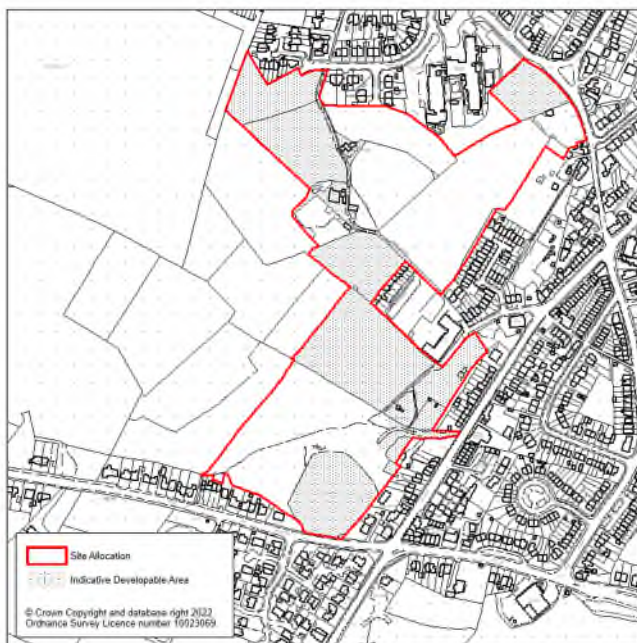 Site Allocation
Indicative Developable Area
© Crown Copyright and database right 2022
Ordnance Survey Licence number 10023069